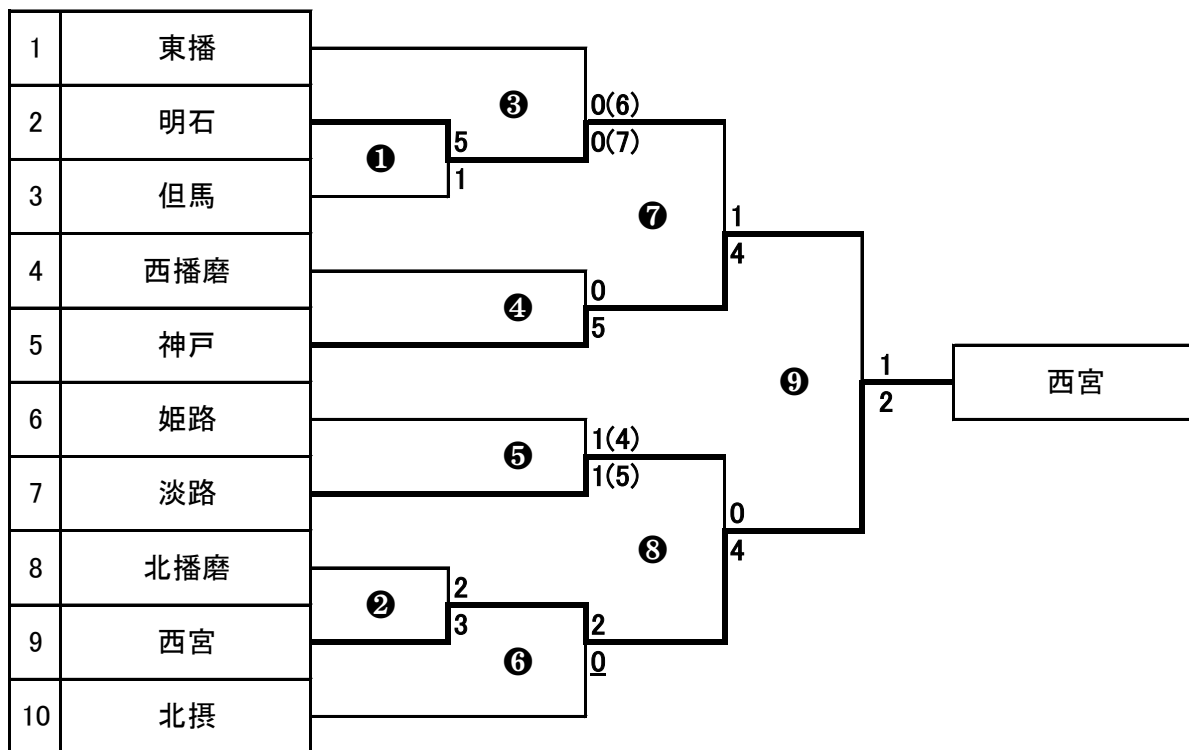 1 東播
❸ 0(6)
2 明石
5 0(7)
❶
1
3 但馬
❼ 1
4
4 西播磨
0
❹
5
5 神戸
1
❾ 西宮
2
6 姫路
1(4)
❺
1(5)
7 淡路
0
❽ 4
8 北播磨
2
❷
3 2
9 西宮
❻ 0
10 北摂